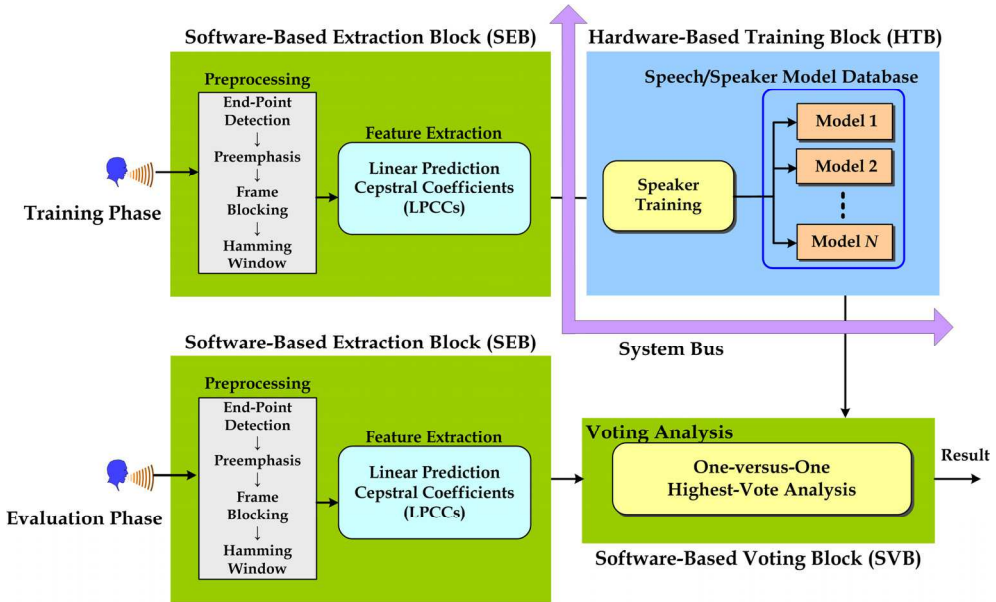 Software-Based Extraction Block (SEB)
Preprocessing
End-Point
Detection
↓
Preemphasis
↓
Frame
Blocking
↓
Hamming
Window
Feature Extraction
Linear Prediction
Cepstral Coefficients
(LPCCs)
Training Phase
Hardware-Based Training Block (HTB)
Speech/Speaker Model Database
Speaker
Training
Model 1
Model 2
Model N
System Bus
Software-Based Extraction Block (SEB)
Preprocessing
End-Point
Detection
↓
Preemphasis
↓
Frame
Blocking
↓
Hamming
Window
Feature Extraction
Linear Prediction
Cepstral Coefficients
(LPCCs)
Evaluation Phase
Voting Analysis
One-versus-One
Highest-Vote Analysis
Result
Software-Based Voting Block (SVB)